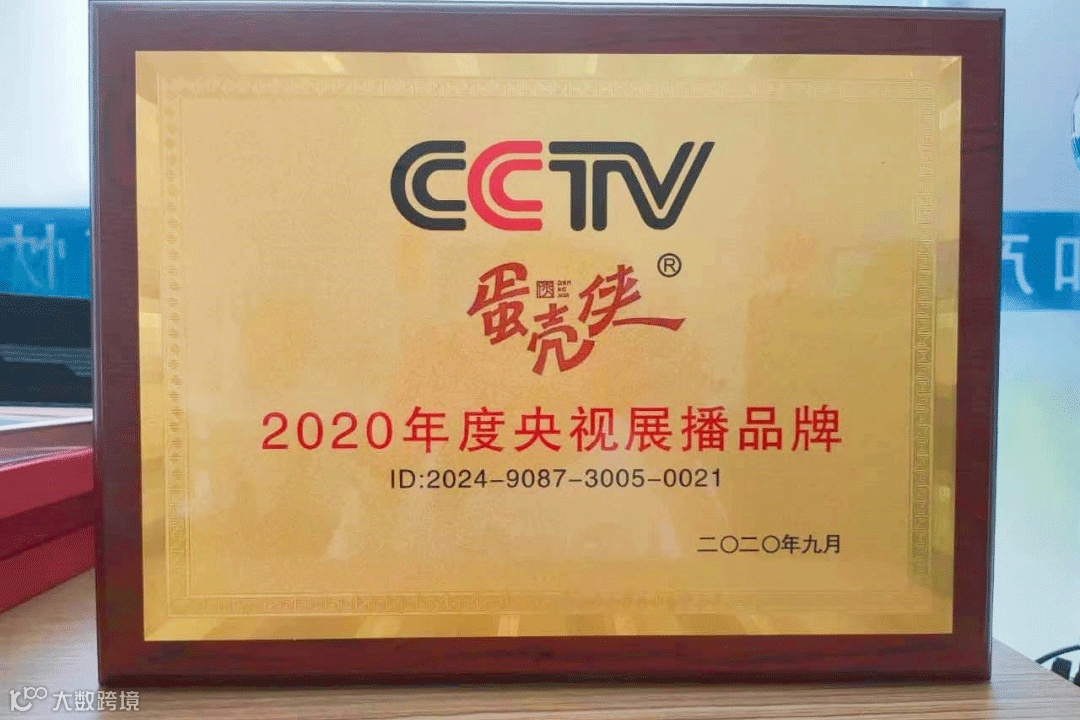 CCTV
蛋壳侠®
2020年度央视展播品牌
ID:2024-9087-3005-0021
二〇二〇年九月
大数跨境